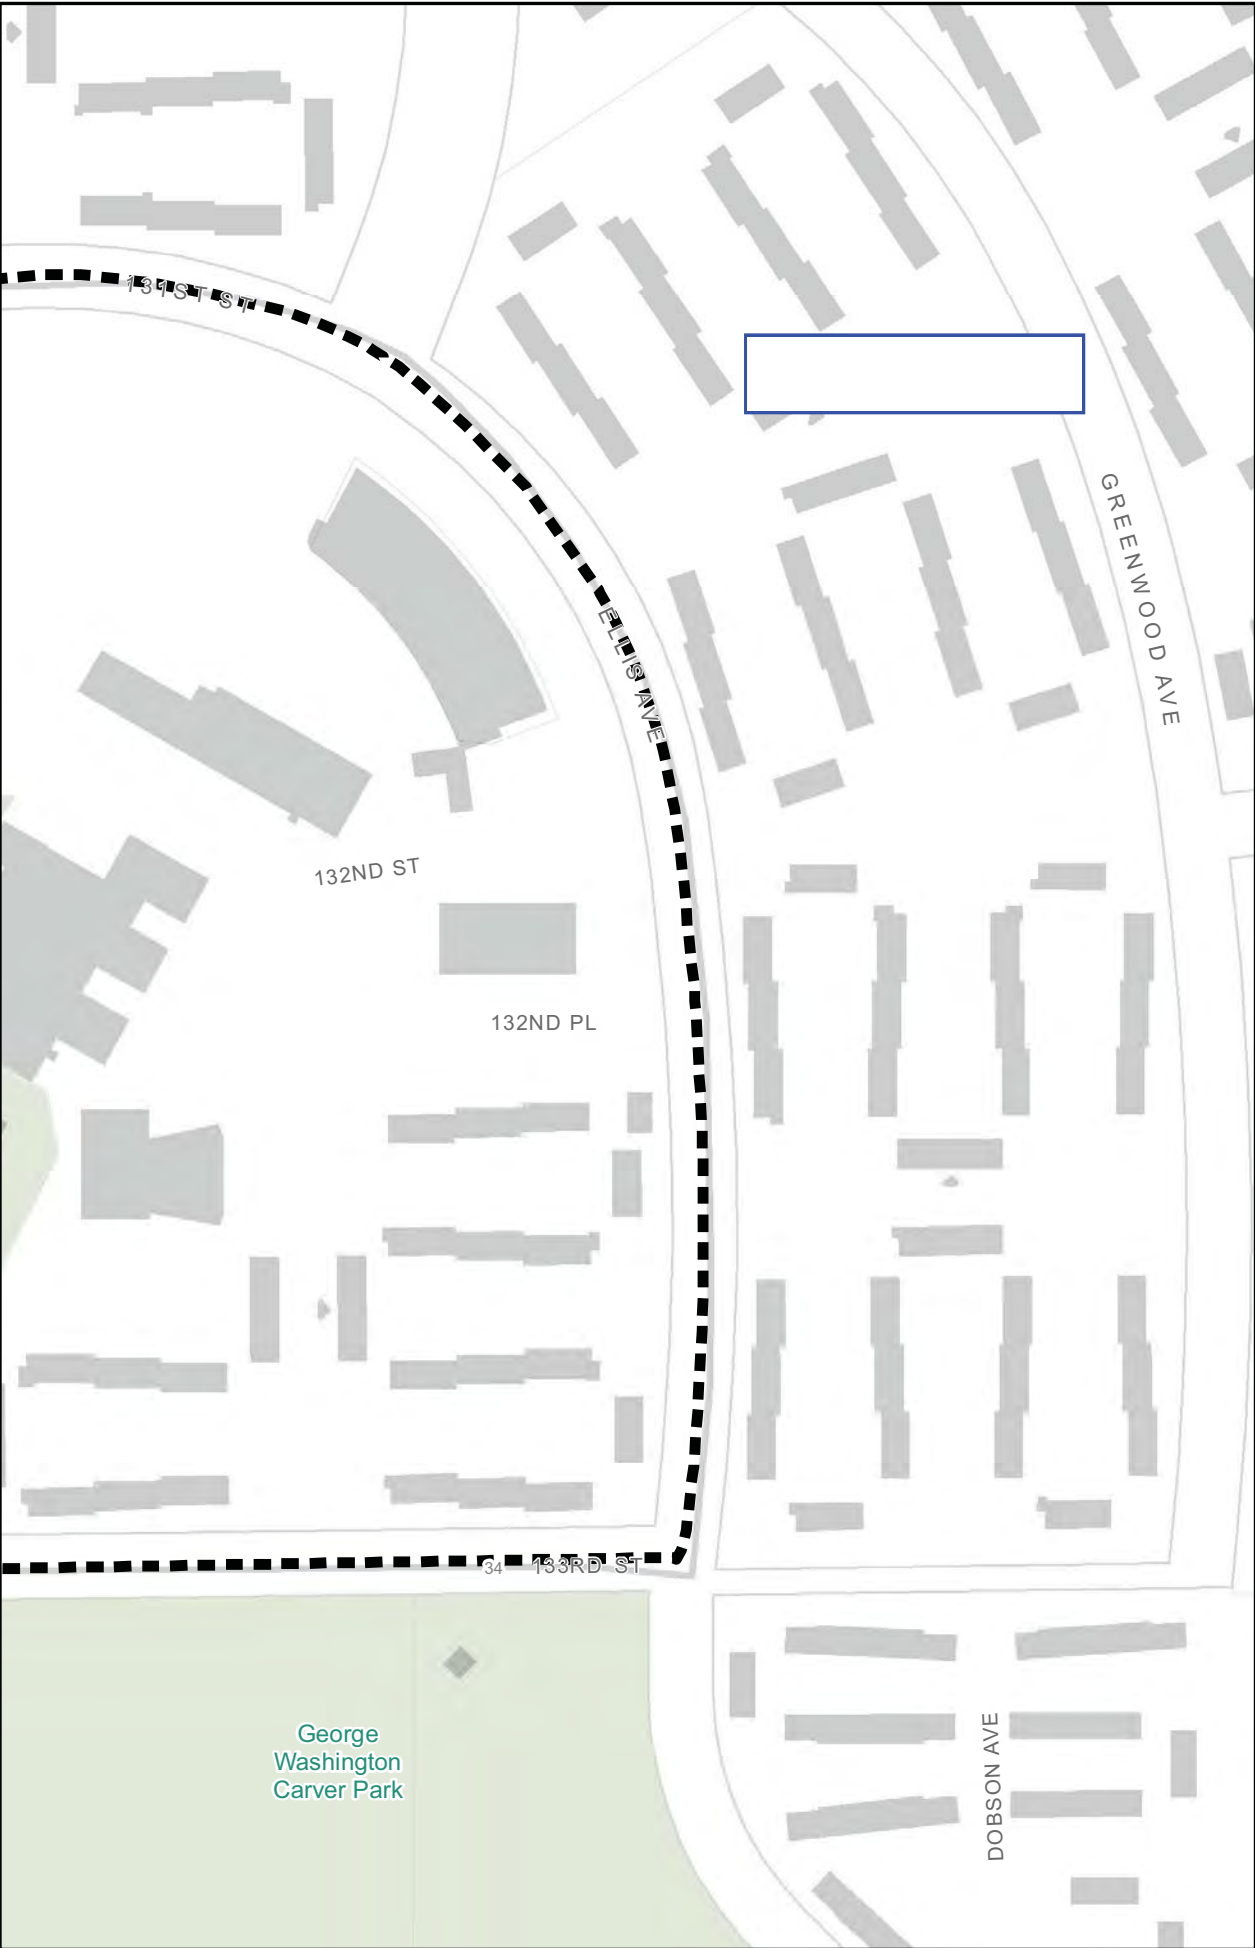 131ST ST
GREENWOOD AVE
ELLIS AVE
132ND ST
132ND PL
34
133RD ST
George
Washington
Carver Park
DOBSON AVE